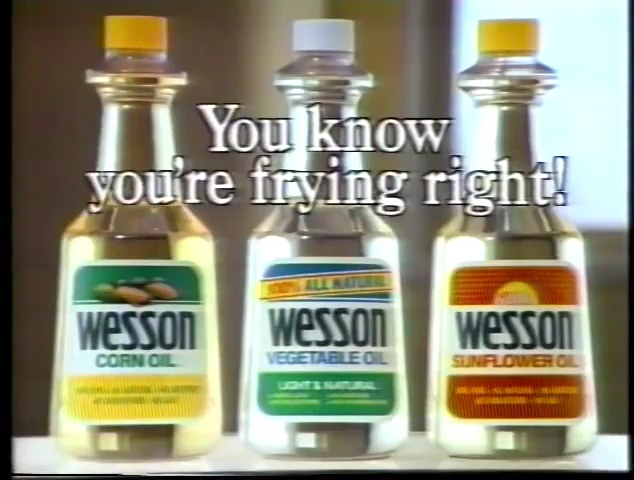 You know
you're frying right!
wesson
CORN OIL
100% ALL NATURAL
wesson
VEGETABLE OIL
LIGHT & NATURAL
wesson
SUNFLOWER OIL